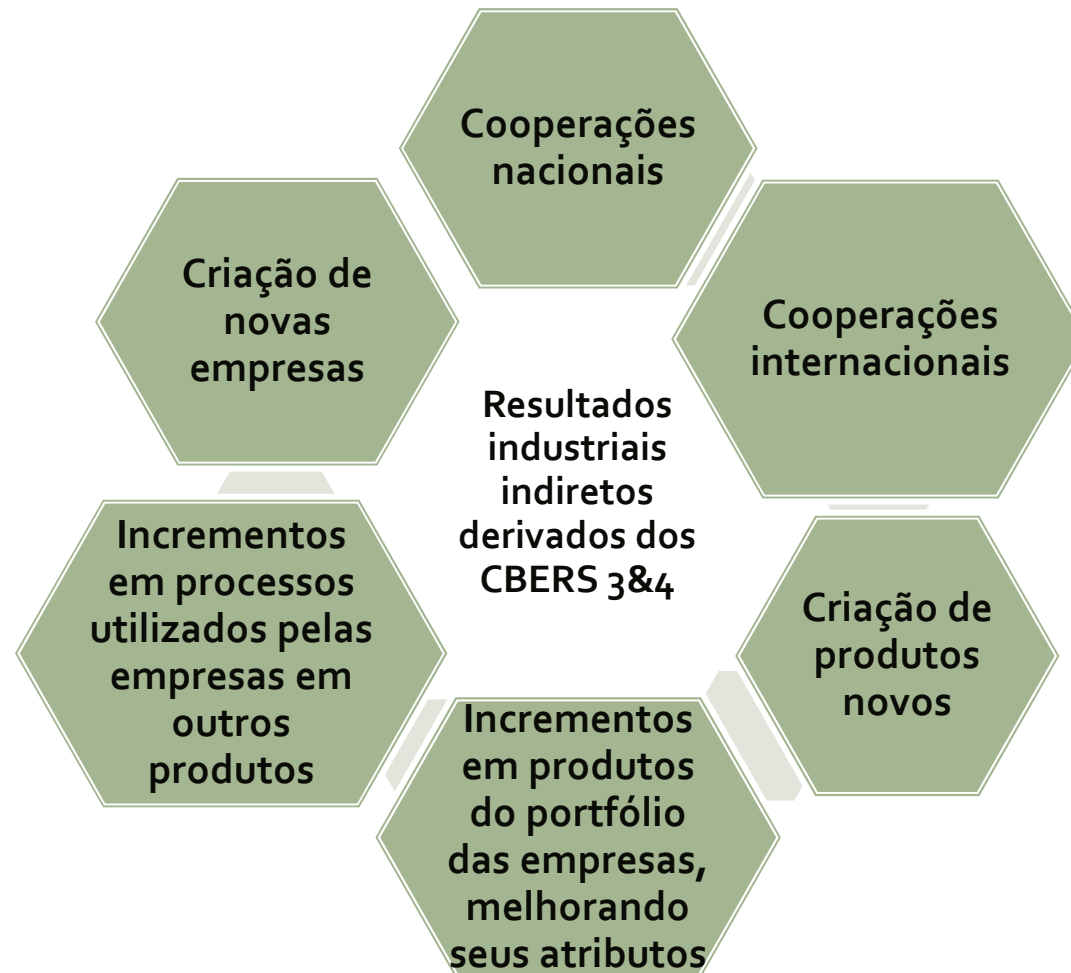 Cooperações
nacionais
Cooperações
internacionais
Criação de
produtos
novos
Incrementos
em produtos
do portfólio
das empresas,
melhorando
seus atributos
Incrementos
em processos
utilizados pelas
empresas em
outros
produtos
Criação de
novas
empresas
Resultados
industriais
indiretos
derivados dos
CBERS 3&4